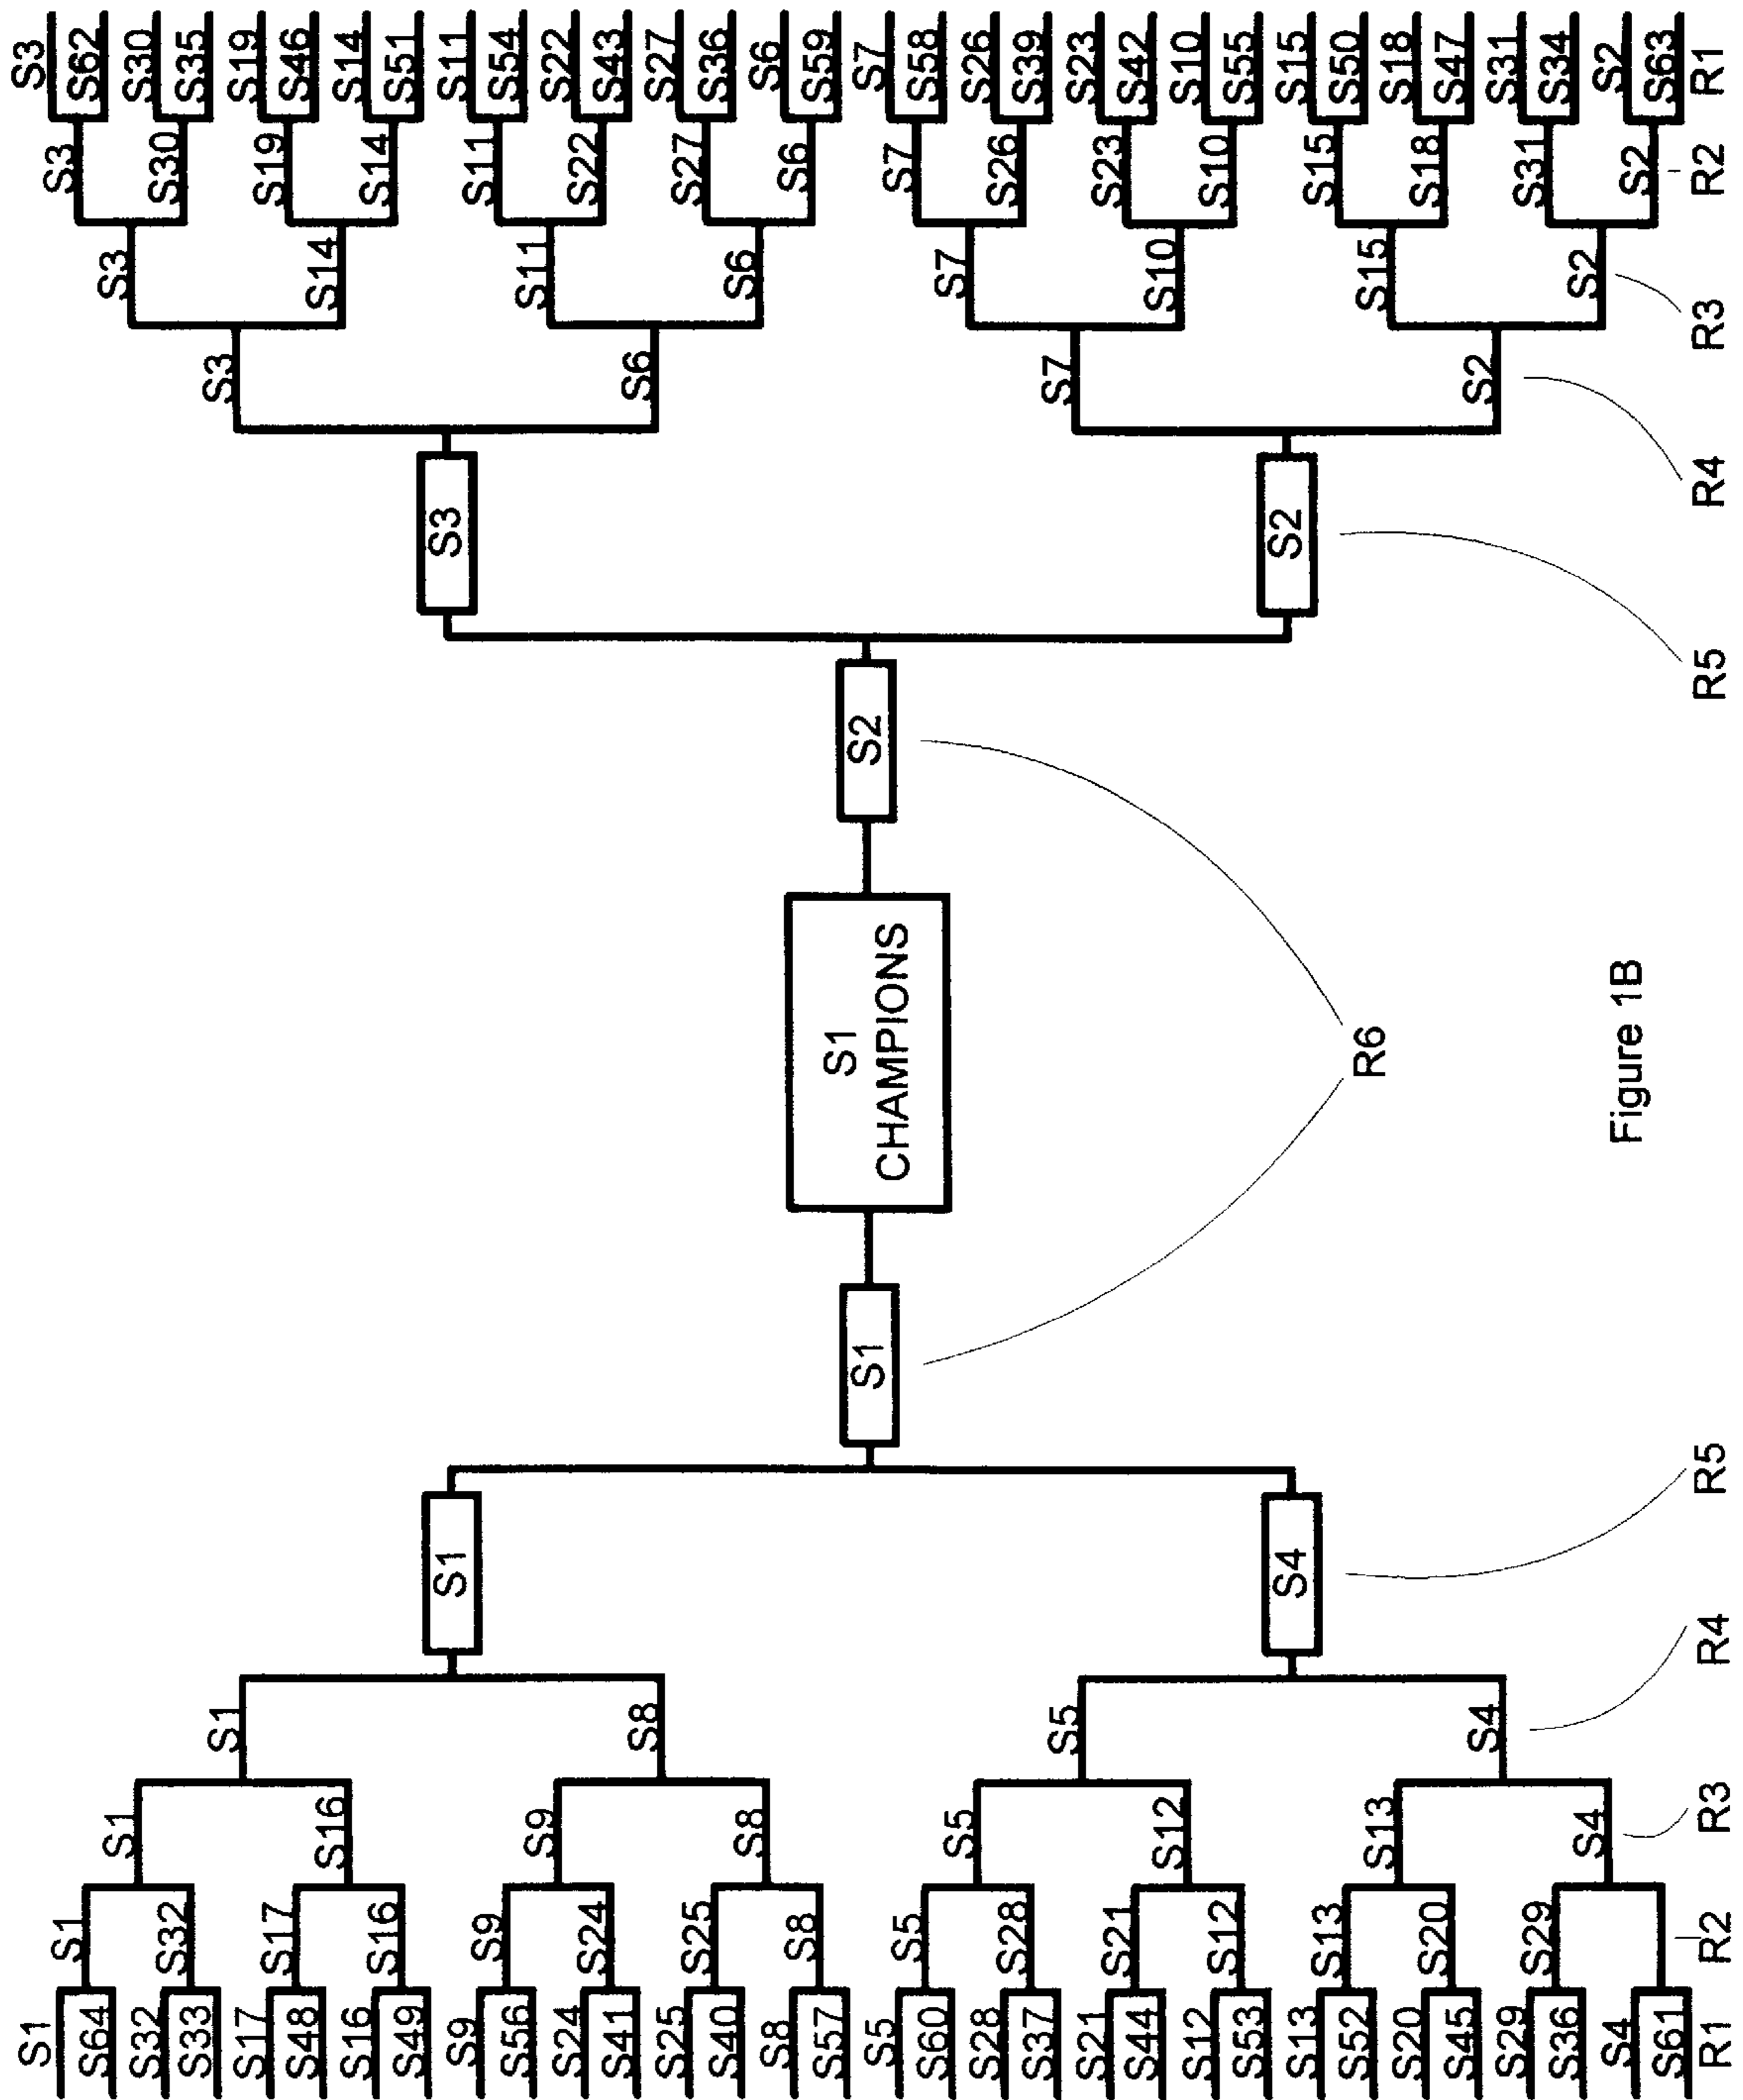 S1
S64
S32
S33
S17
S48
S16
S49
S9
S56
S24
S41
S25
S40
S8
S57
S5
S60
S28
S37
S21
S44
S12
S53
S13
S52
S20
S45
S29
S36
S4
S61
R1
S1
S32
S17
S16
S9
S24
S25
S8
S5
S28
S21
S12
S13
S20
S29
R2
S1
S16
S9
S8
S5
S12
S13
S4
R3
S1
S8
S5
S4
R4
S1
S4
R5
S1
S1
CHAMPIONS
R6
Figure 1B
S2
S3
S2
R5
S3
S6
S7
S2
R4
S3
S14
S11
S6
S7
S10
S15
S2
R3
S3
S30
S19
S14
S11
S22
S27
S6
S7
S26
S23
S10
S15
S18
S31
S2
R2
S3
S62
S30
S35
S19
S46
S14
S51
S11
S54
S22
S43
S27
S36
S6
S59
S7
S58
S26
S39
S23
S42
S10
S55
S15
S50
S18
S47
S31
S34
S2
S63
R1